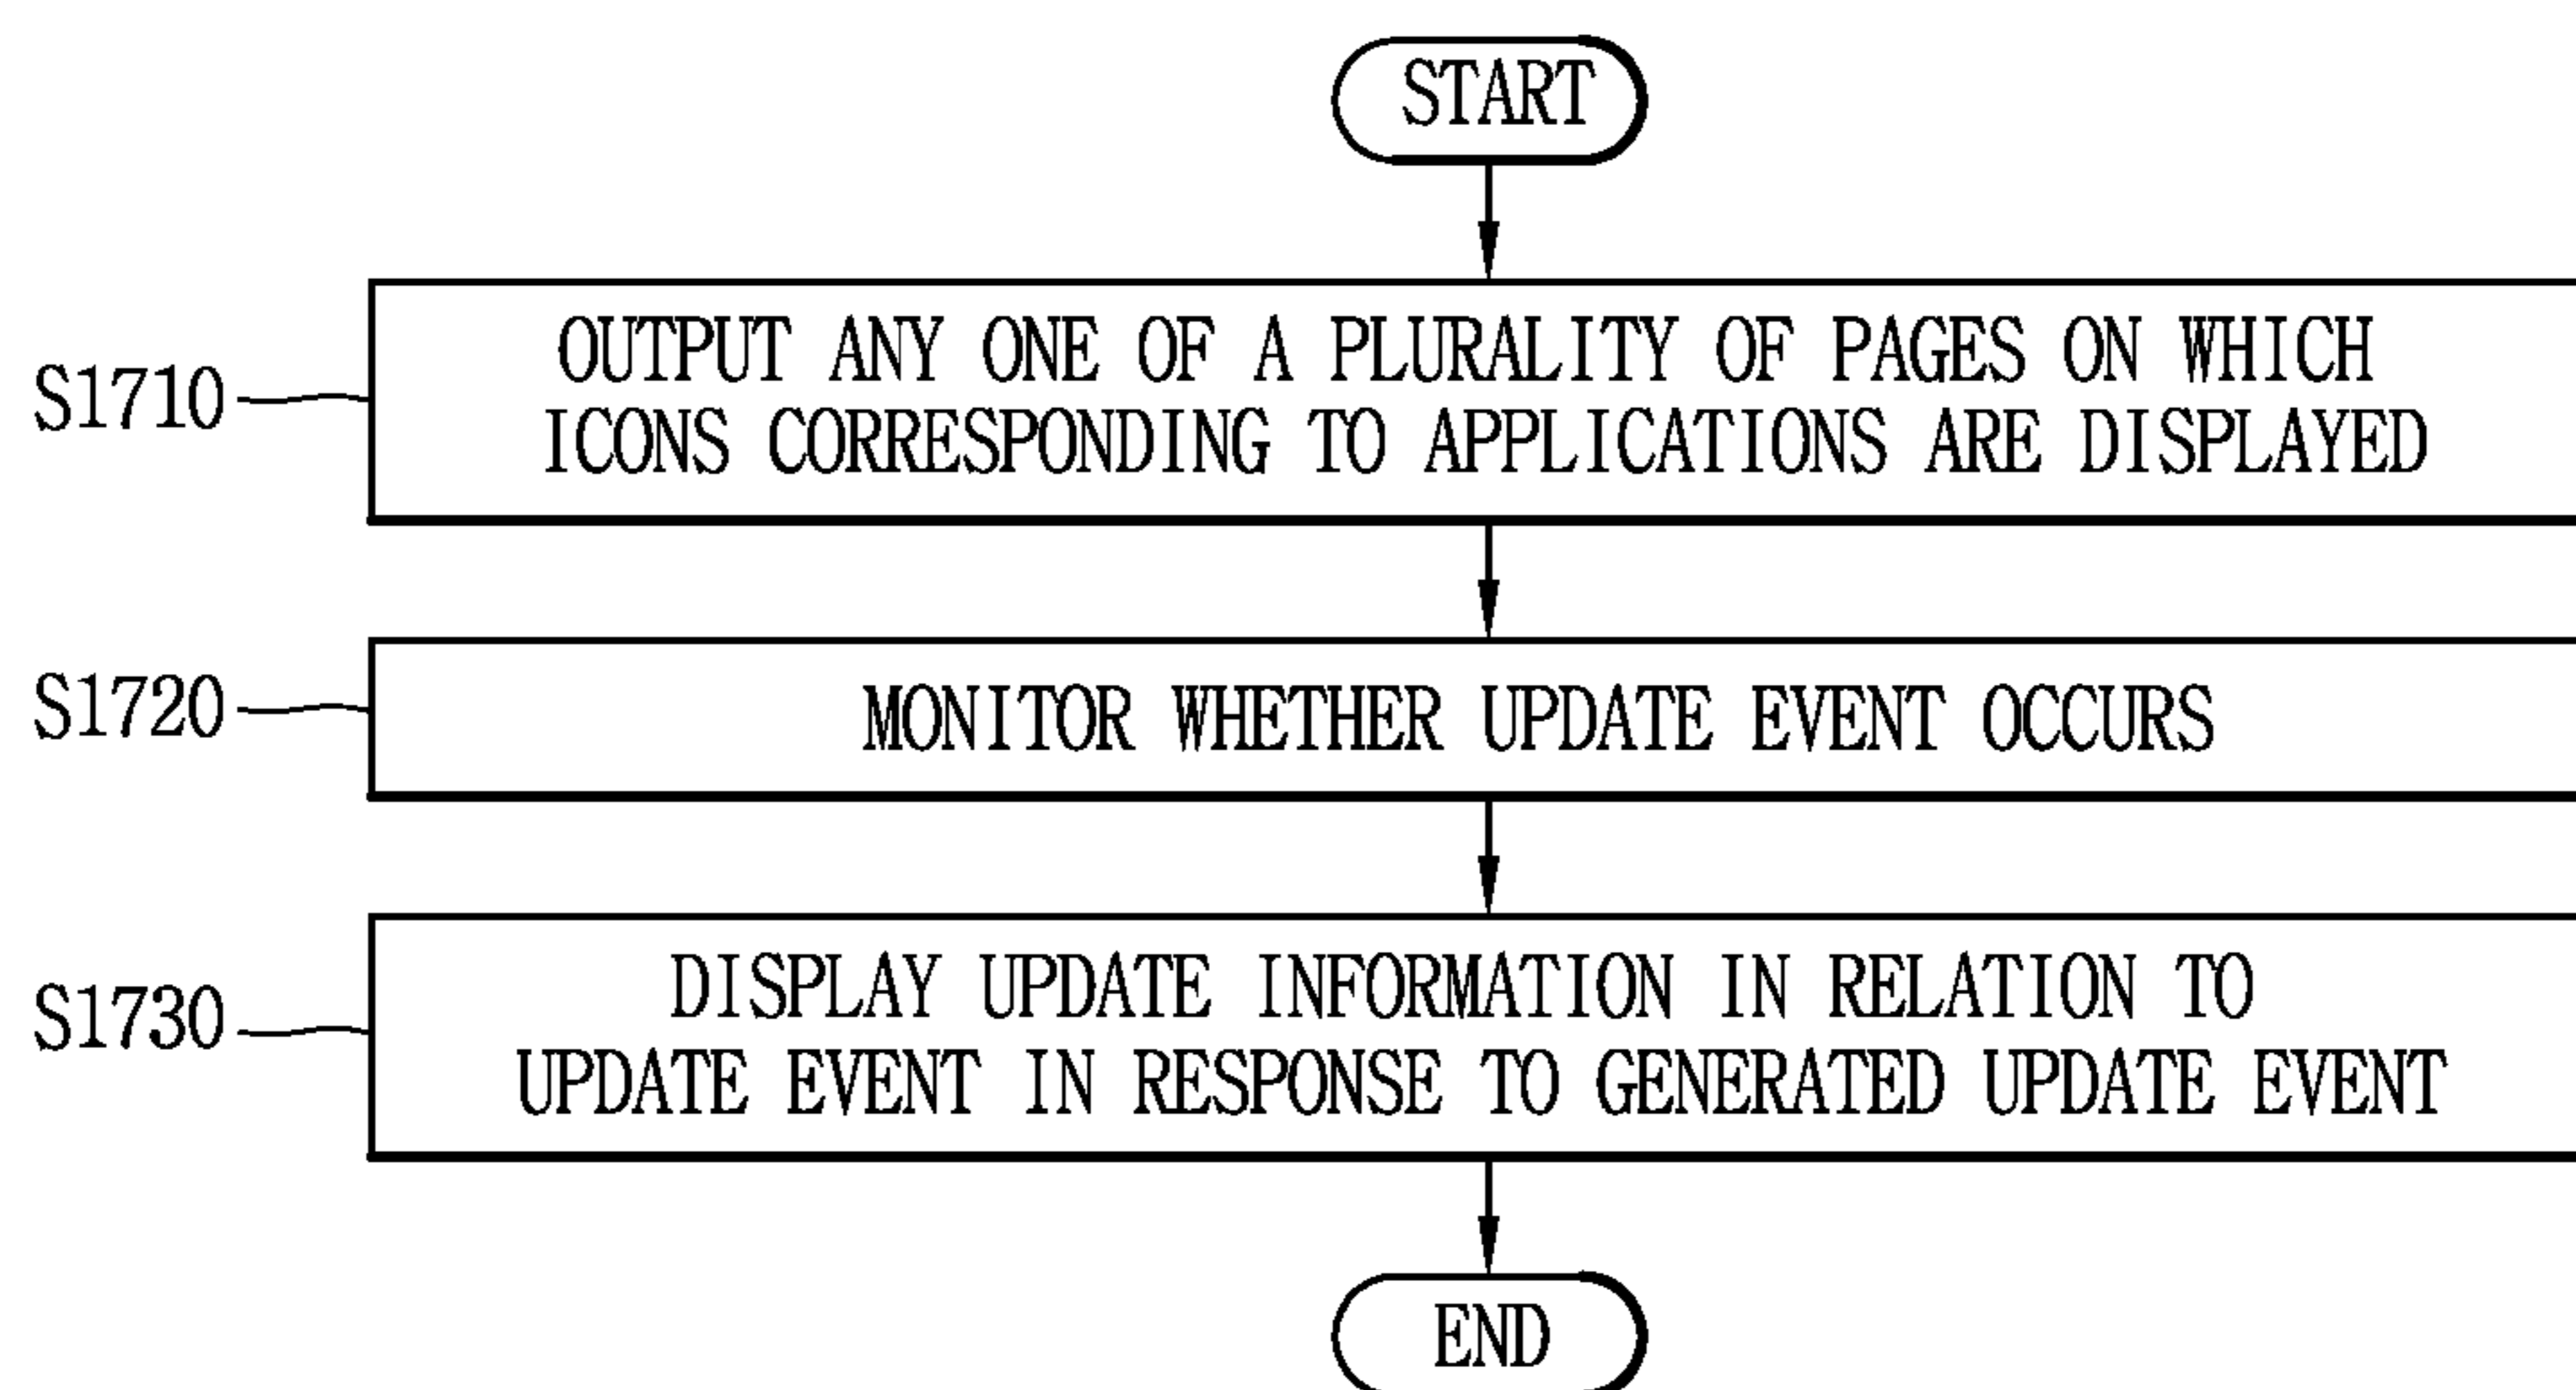 START
S1710
OUTPUT ANY ONE OF A PLURALITY OF PAGES ON WHICH
ICONS CORRESPONDING TO APPLICATIONS ARE DISPLAYED
S1720
MONITOR WHETHER UPDATE EVENT OCCURS
S1730
DISPLAY UPDATE INFORMATION IN RELATION TO
UPDATE EVENT IN RESPONSE TO GENERATED UPDATE EVENT
END